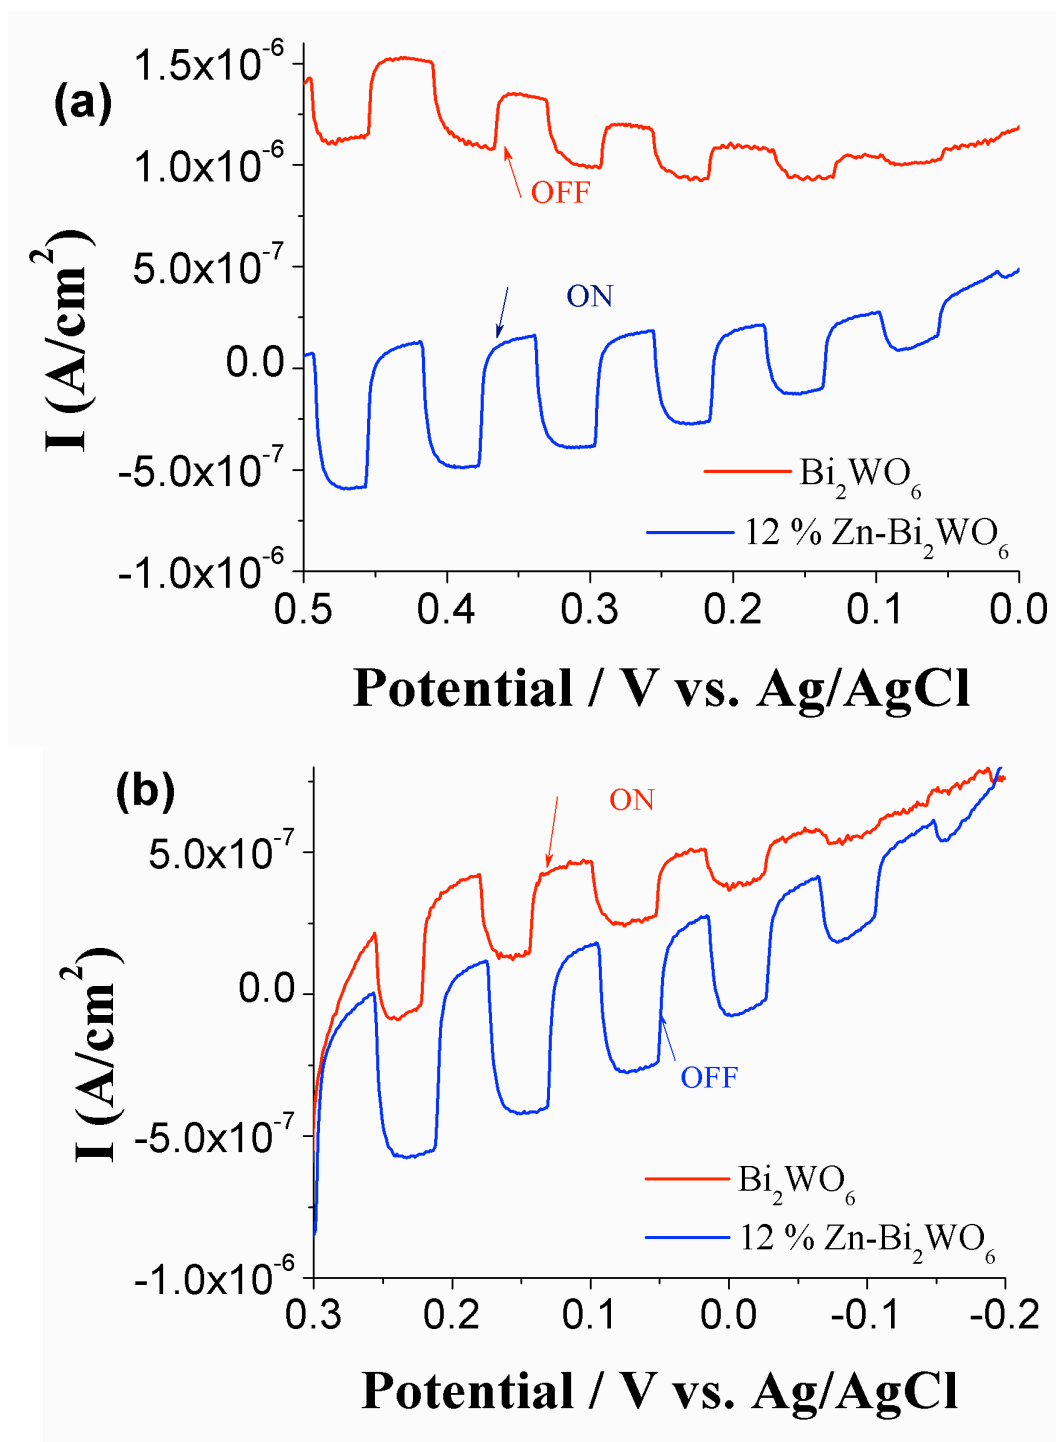 (a)
I (A/cm²)
1.5x10⁻⁶
1.0x10⁻⁶
5.0x10⁻⁷
0.0
-5.0x10⁻⁷
-1.0x10⁻⁶
OFF
ON
Bi₂WO₆
12 % Zn-Bi₂WO₆
0.5 0.4 0.3 0.2 0.1 0.0
Potential / V vs. Ag/AgCl
(b)
I (A/cm²)
5.0x10⁻⁷
0.0
-5.0x10⁻⁷
-1.0x10⁻⁶
ON
OFF
Bi₂WO₆
12 % Zn-Bi₂WO₆
0.3 0.2 0.1 0.0 -0.1 -0.2
Potential / V vs. Ag/AgCl